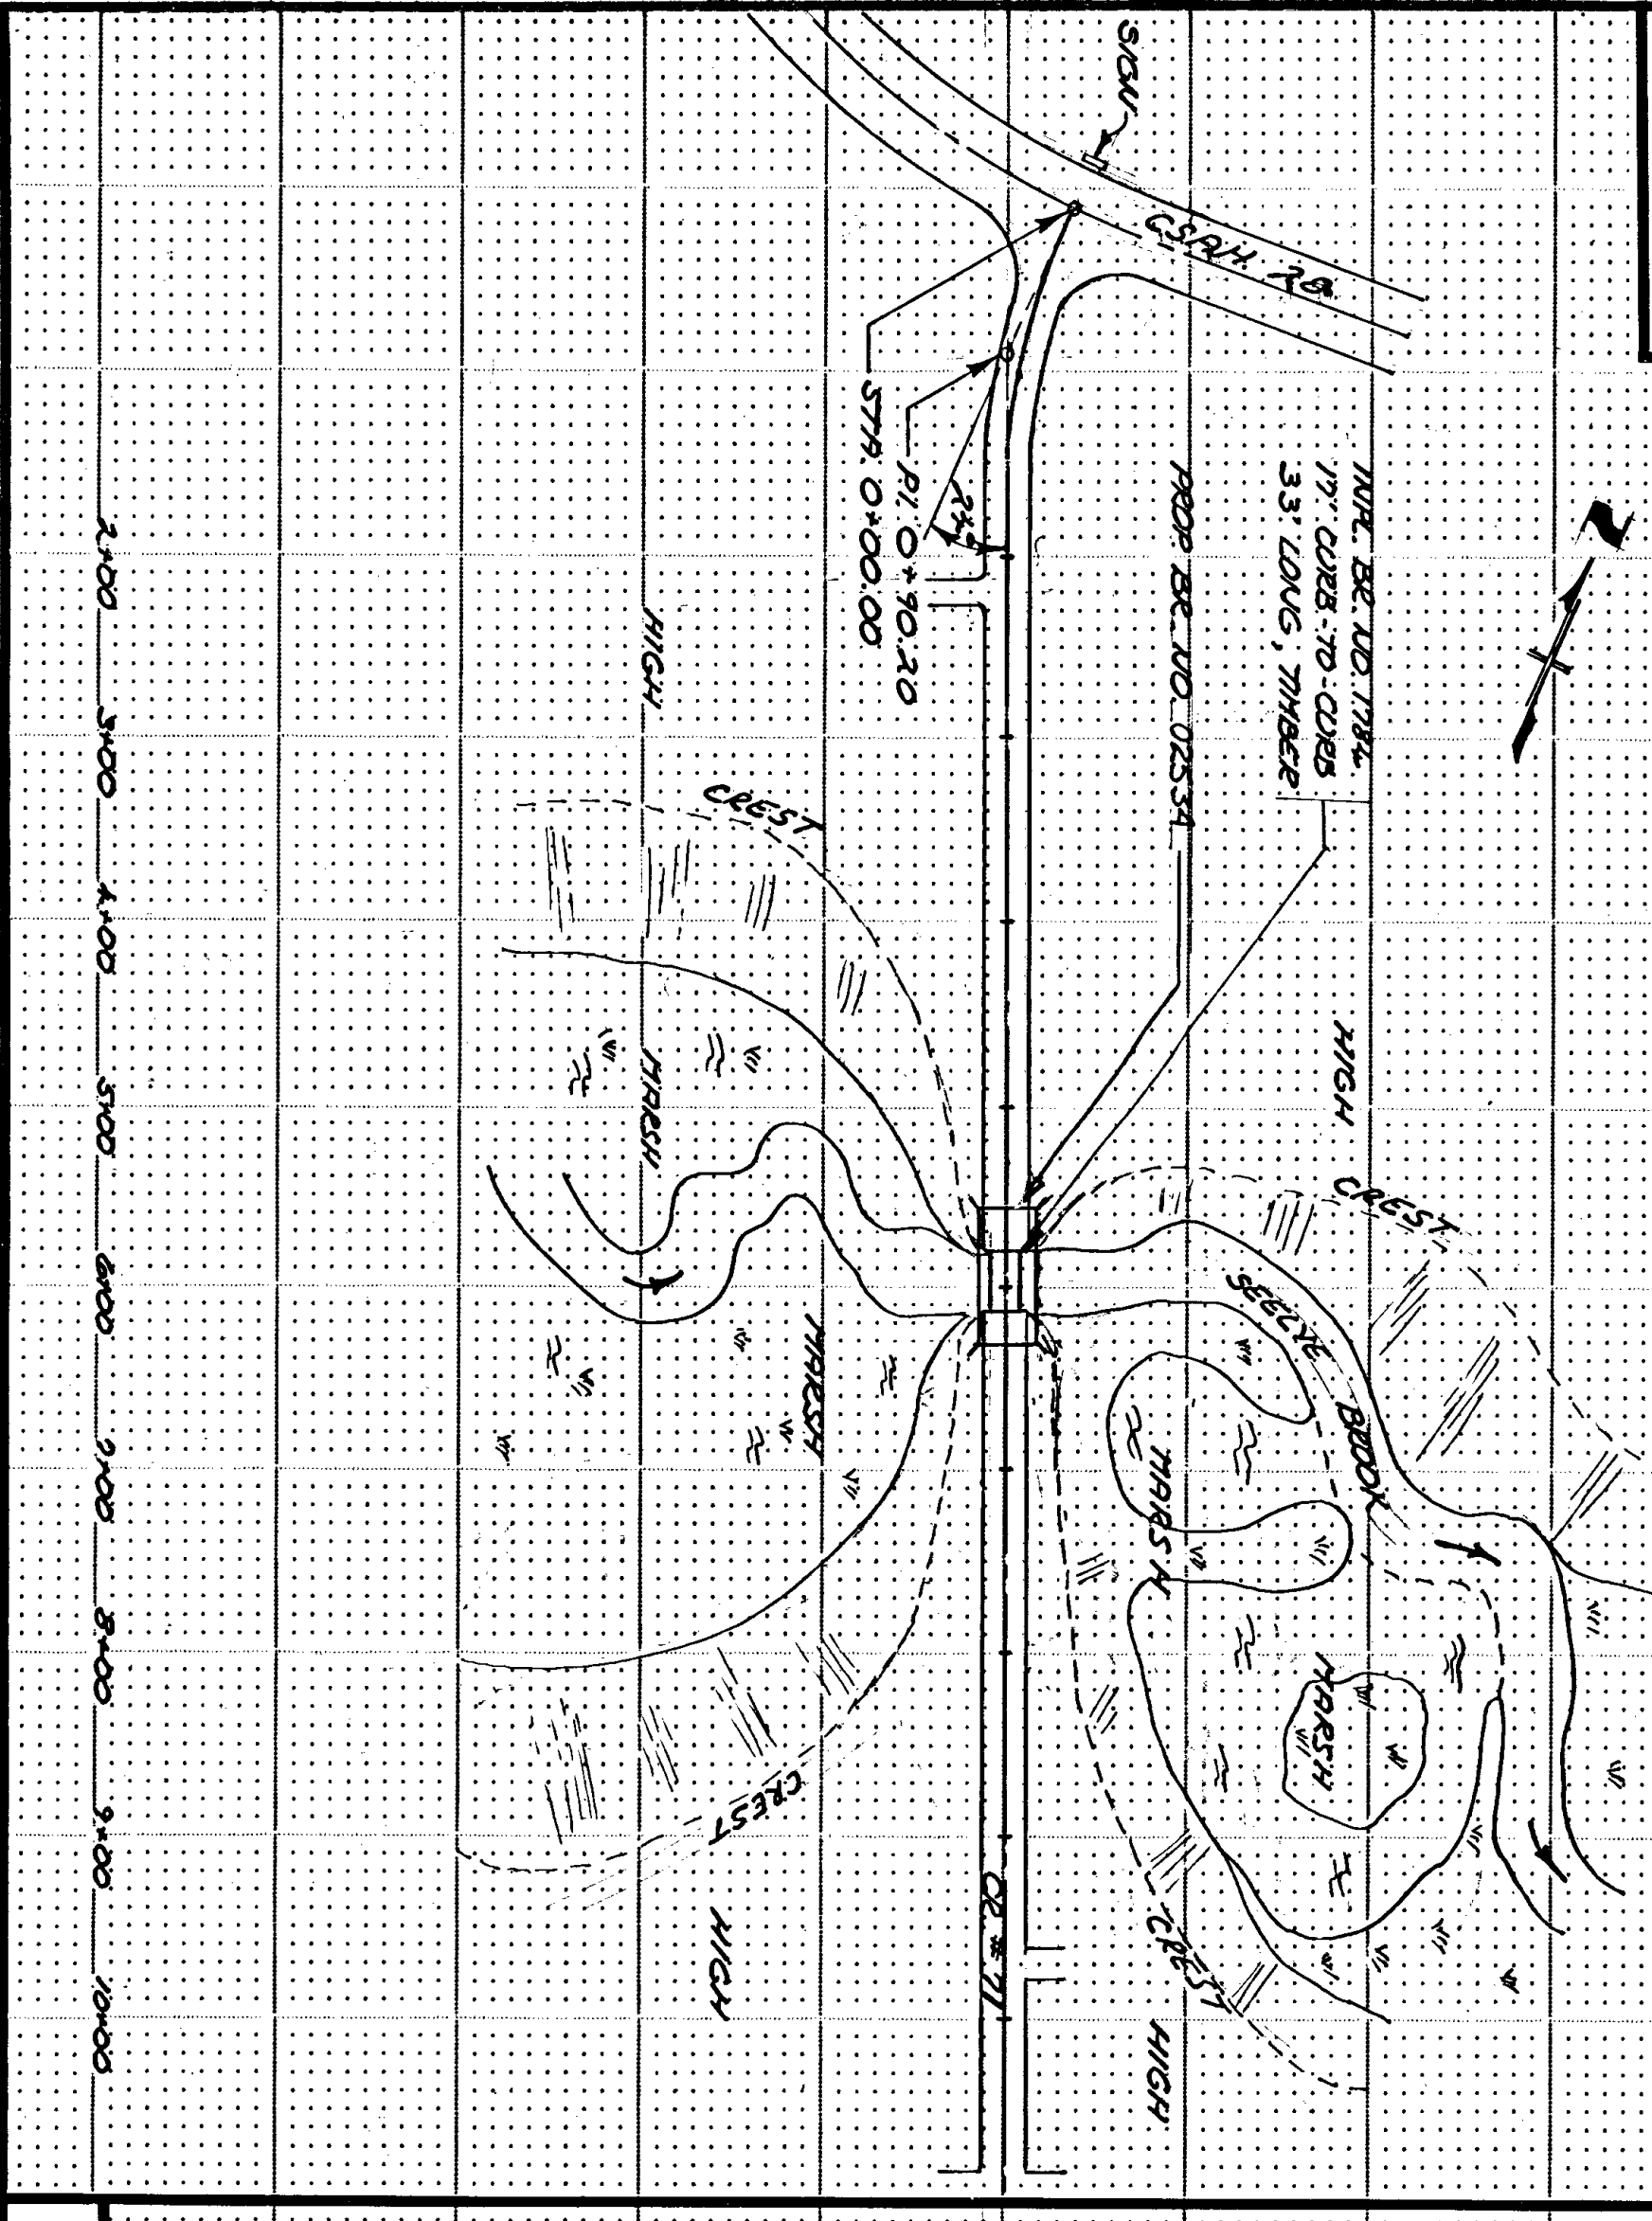 SIGN
C.S.A.H. 28
N
INPL. BR. NO. 1784
17' CURB-TO-CURB
33' LONG, TIMBER
PROP. BR. NO. 02534
24°
P.I. 0+90.20
STA. 0+00.00
HIGH
CREST
HIGH
CREST
MARSH
SEELYE BROOK
MARSH
MARSH
MARSH
CREST
HIGH
CREST
HIGH
CR. # 71
2+00 3+00 4+00 5+00 6+00 7+00 8+00 9+00 10+00